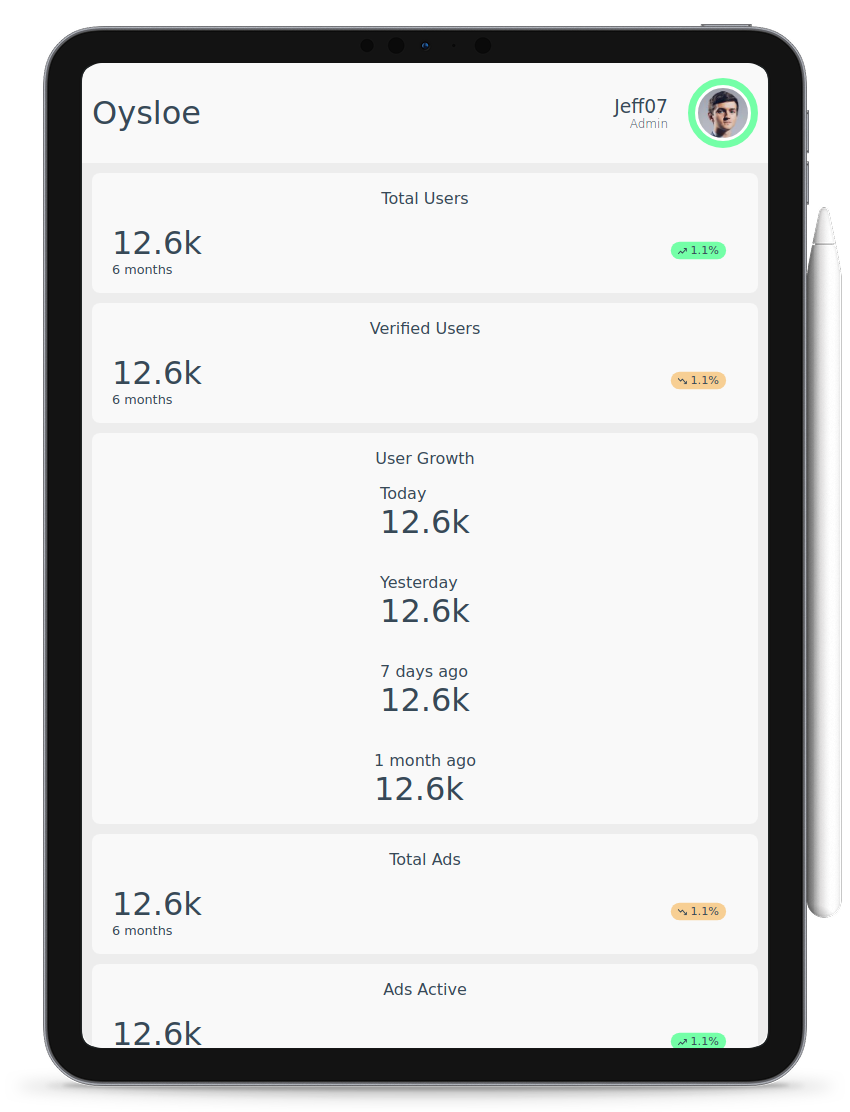 Oysloe
Jeff07
Admin
Total Users
12.6k
6 months
1.1%
Verified Users
12.6k
6 months
1.1%
User Growth
Today
12.6k
Yesterday
12.6k
7 days ago
12.6k
1 month ago
12.6k
Total Ads
12.6k
6 months
1.1%
Ads Active
12.6k
1.1%